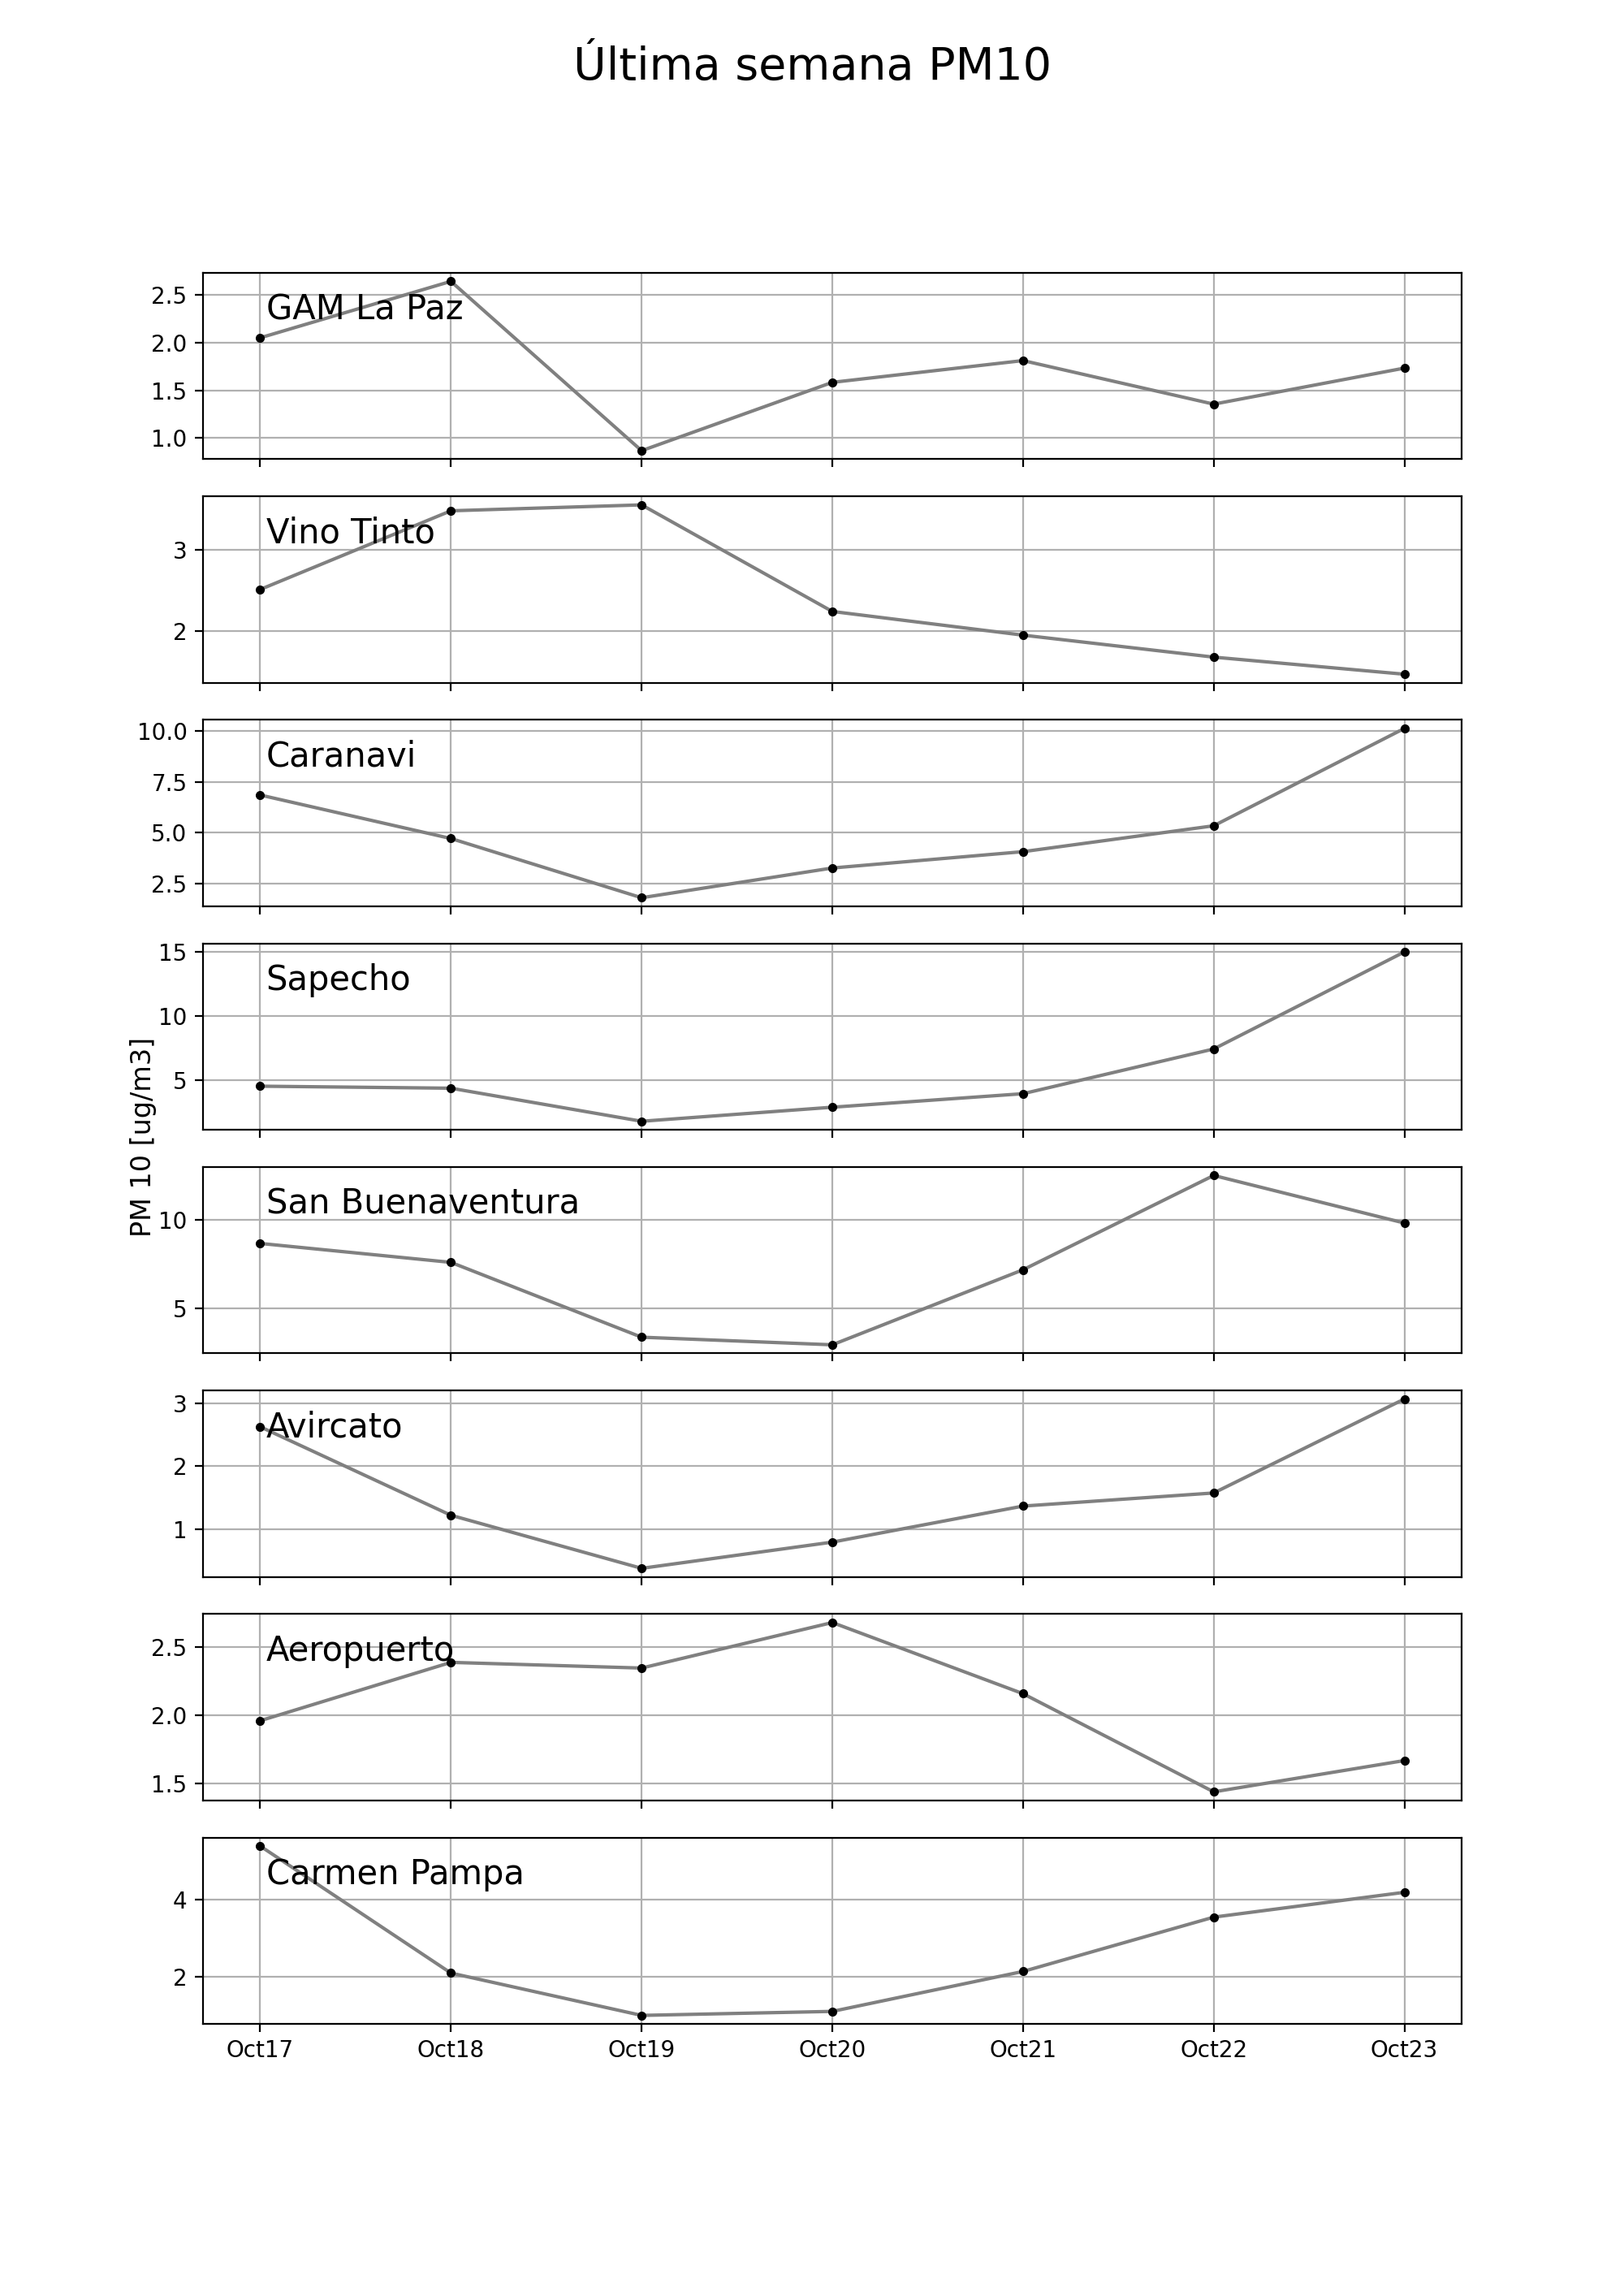 Última semana PM10
GAM La Paz
2.5
2.0
1.5
1.0
Vino Tinto
3
2
Caranavi
10.0
7.5
5.0
2.5
Sapecho
15
10
5
PM 10 [ug/m3]
San Buenaventura
10
5
Avircato
3
2
1
Aeropuerto
2.5
2.0
1.5
Carmen Pampa
4
2
Oct17 Oct18 Oct19 Oct20 Oct21 Oct22 Oct23